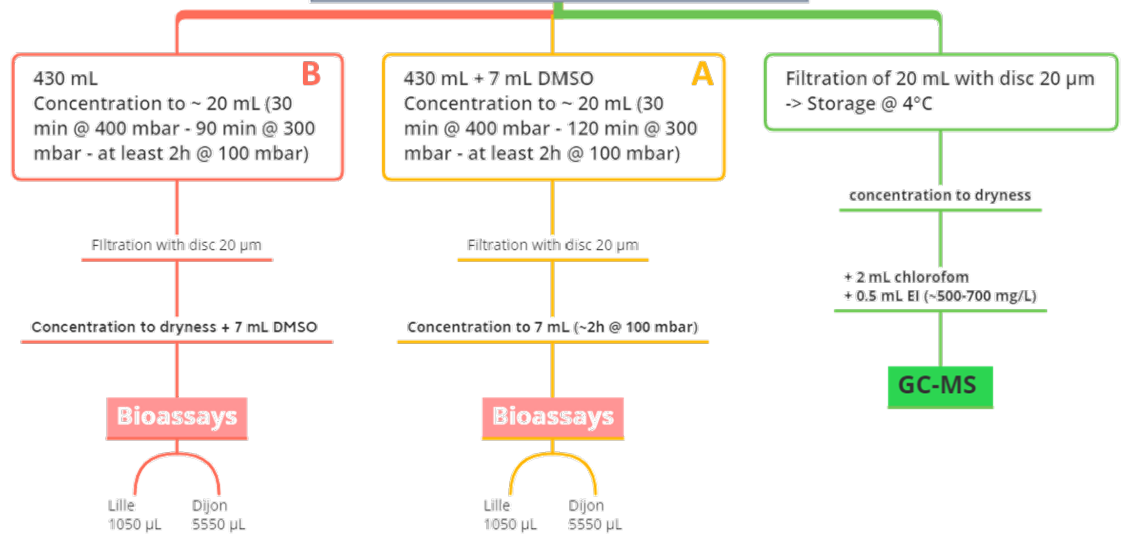 430 mL
B
Concentration to ~ 20 mL (30
min @ 400 mbar - 90 min @ 300
mbar - at least 2h @ 100 mbar)
FIltration with disc 20 µm
Concentration to dryness + 7 mL DMSO
Bioassays
Lille
1050 µL
Dijon
5550 µL
430 mL + 7 mL DMSO
A
Concentration to ~ 20 mL (30
min @ 400 mbar - 120 min @ 300
mbar - at least 2h @ 100 mbar)
Filtration with disc 20 µm
Concentration to 7 mL (~2h @ 100 mbar)
Bioassays
Lille
1050 µL
Dijon
5550 µL
Filtration of 20 mL with disc 20 µm
-> Storage @ 4°C
concentration to dryness
+ 2 mL chlorofom
+ 0.5 mL EI (~500-700 mg/L)
GC-MS